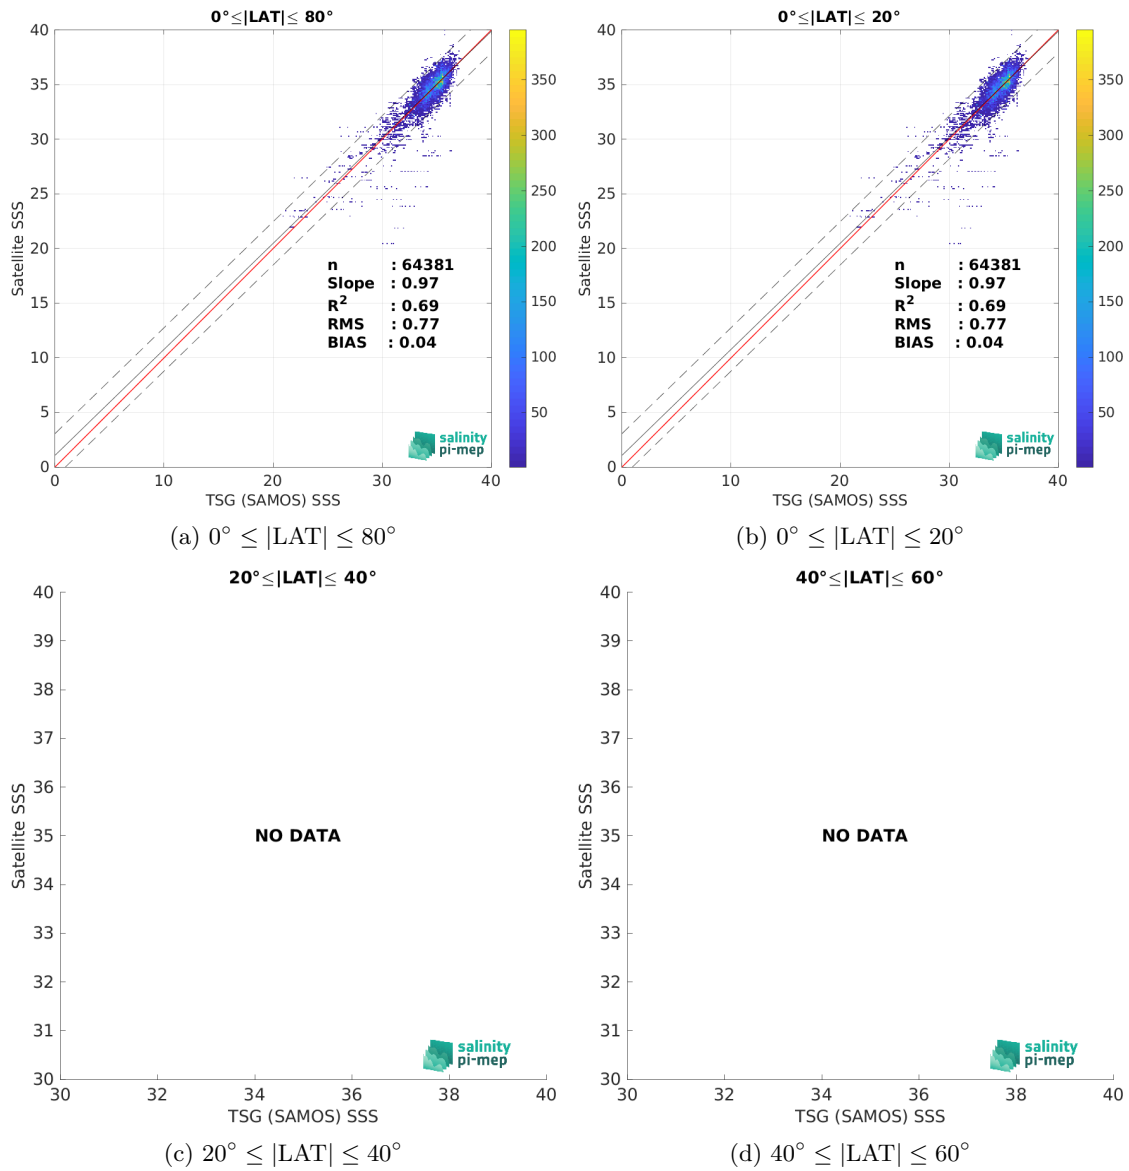 0°≤|LAT|≤ 80°
40
35
30
25
20
15
10
5
0
Satellite SSS
0
10
20
30
40
TSG (SAMOS) SSS
350
300
250
200
150
100
50
n : 64381
Slope : 0.97
R² : 0.69
RMS : 0.77
BIAS : 0.04
salinity
pi-mep
(a) 0° ≤ |LAT| ≤ 80°
0°≤|LAT|≤ 20°
40
35
30
25
20
15
10
5
0
Satellite SSS
0
10
20
30
40
TSG (SAMOS) SSS
350
300
250
200
150
100
50
n : 64381
Slope : 0.97
R² : 0.69
RMS : 0.77
BIAS : 0.04
salinity
pi-mep
(b) 0° ≤ |LAT| ≤ 20°
20°≤|LAT|≤ 40°
40
39
38
37
36
35
34
33
32
31
30
Satellite SSS
NO DATA
salinity
pi-mep
30
32
34
36
38
40
TSG (SAMOS) SSS
(c) 20° ≤ |LAT| ≤ 40°
40°≤|LAT|≤ 60°
40
39
38
37
36
35
34
33
32
31
30
Satellite SSS
NO DATA
salinity
pi-mep
30
32
34
36
38
40
TSG (SAMOS) SSS
(d) 40° ≤ |LAT| ≤ 60°